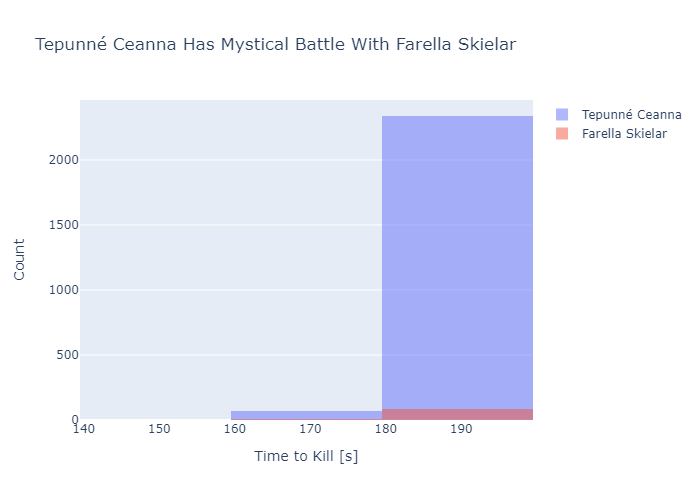 Tepunné Ceanna Has Mystical Battle With Farella Skielar
Tepunné Ceanna
Farella Skielar
Count
2000
1500
1000
500
0
140 150 160 170 180 190
Time to Kill [s]